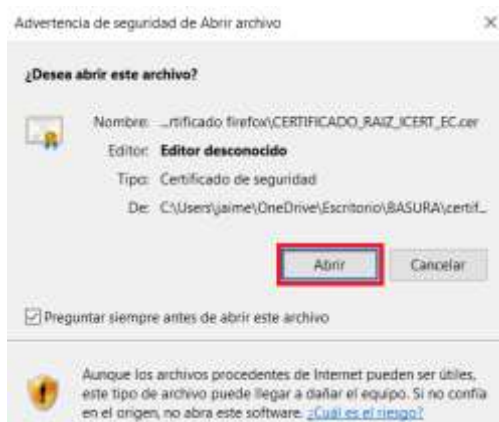 Advertencia de seguridad de Abrir archivo
¿Desea abrir este archivo?
Nombre: ...rtificado firefox\CERTIFICADO_RAIZ_ICERT_EC.cer
Editor: Editor desconocido
Tipo: Certificado de seguridad
De: C:\Users\jaime\OneDrive\Escritorio\BASURA\certif...
Abrir Cancelar
Preguntar siempre antes de abrir este archivo
Aunque los archivos procedentes de Internet pueden ser útiles,
este tipo de archivo puede llegar a dañar el equipo. Si no confía
en el origen, no abra este software. ¿Cuál es el riesgo?